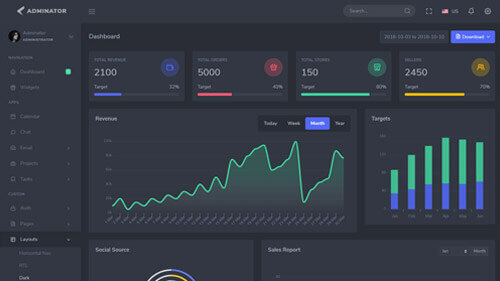 ADMINATOR
Search...
US
Adminator
ADMINISTRATOR
Dashboard
2016-10-03 to 2016-10-10
Download
NAVIGATION
Dashboard
Widgets
APPS
Calendar
Chat
Email
Projects
Tasks
CUSTOM
Auth
Pages
Layouts
Horizontal Nav
RTL
Dark
TOTAL REVENUE
2100
Target 32%
TOTAL ORDERS
5000
Target 40%
TOTAL STORES
150
Target 80%
SELLERS
2450
Target 70%
Revenue
Today Week Month Year
Targets
Jan Feb Mar Apr May Jun
Social Source
Sales Report
Jan
Month